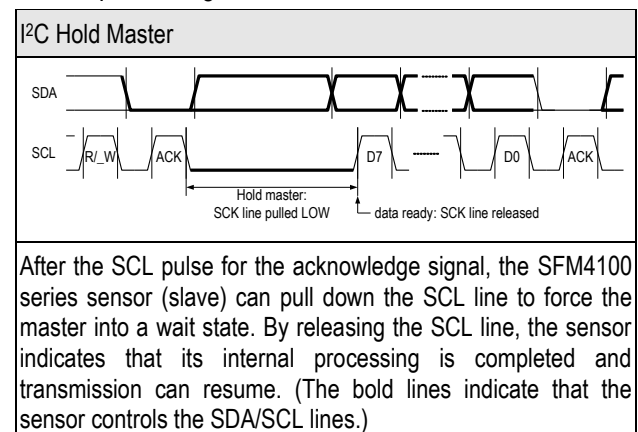 I²C Hold Master
SDA
SCL
R/_W
ACK
D7
D0
ACK
Hold master:
SCK line pulled LOW
data ready: SCK line released
After the SCL pulse for the acknowledge signal, the SFM4100
series sensor (slave) can pull down the SCL line to force the
master into a wait state. By releasing the SCL line, the sensor
indicates that its internal processing is completed and
transmission can resume. (The bold lines indicate that the
sensor controls the SDA/SCL lines.)